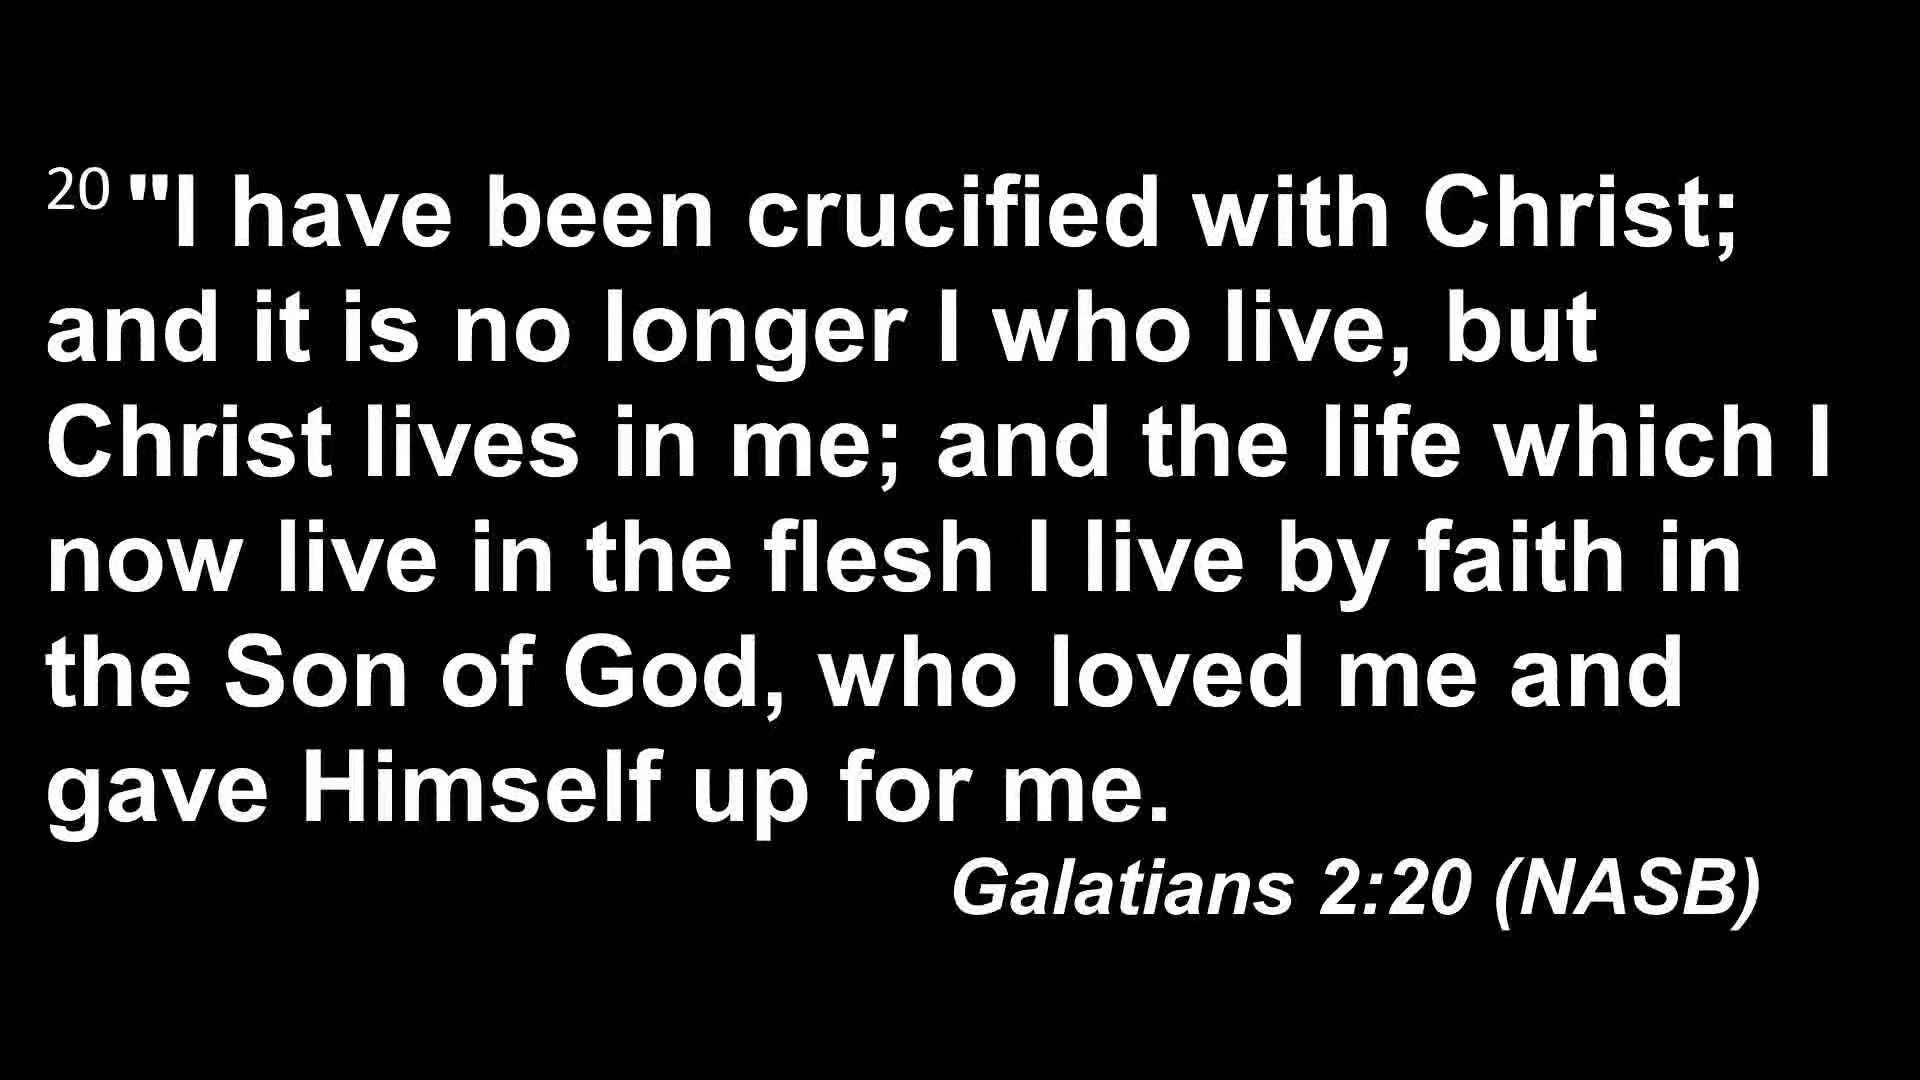 20 "I have been crucified with Christ;
and it is no longer I who live, but
Christ lives in me; and the life which I
now live in the flesh I live by faith in
the Son of God, who loved me and
gave Himself up for me.
Galatians 2:20 (NASB)